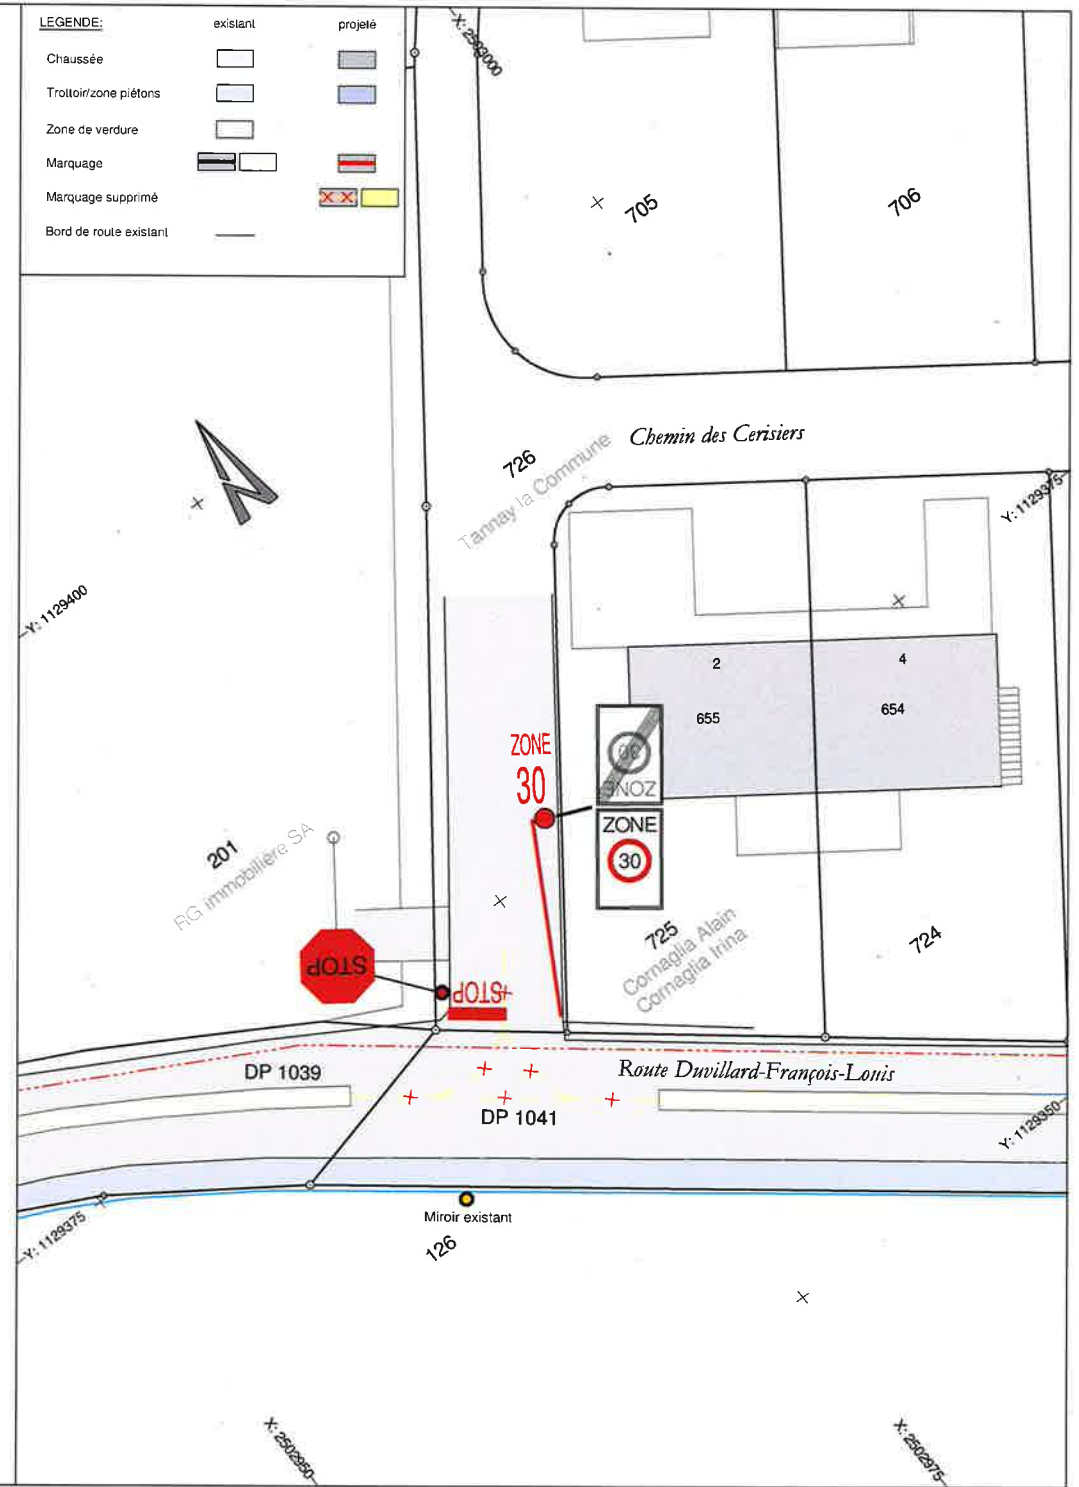 LEGENDE:
existant
projeté
Chaussée
Trottoir/zone piétons
Zone de verdure
Marquage
Marquage supprimé
Bord de route existant
X: 2503000
705
706
Chemin des Cerisiers
726
Tannay la Commune
Y: 1129375
Y: 1129400
2
4
655
654
ZONE
30
30
ZONE
ZONE
30
201
RG immobilière SA
725
Cornaglia Alain
Cornaglia Irina
724
STOP
STOP
DP 1039
Route Duvillard-François-Louis
DP 1041
Y: 1129350
Miroir existant
Y: 1129375
126
X: 2502950
X: 2502975